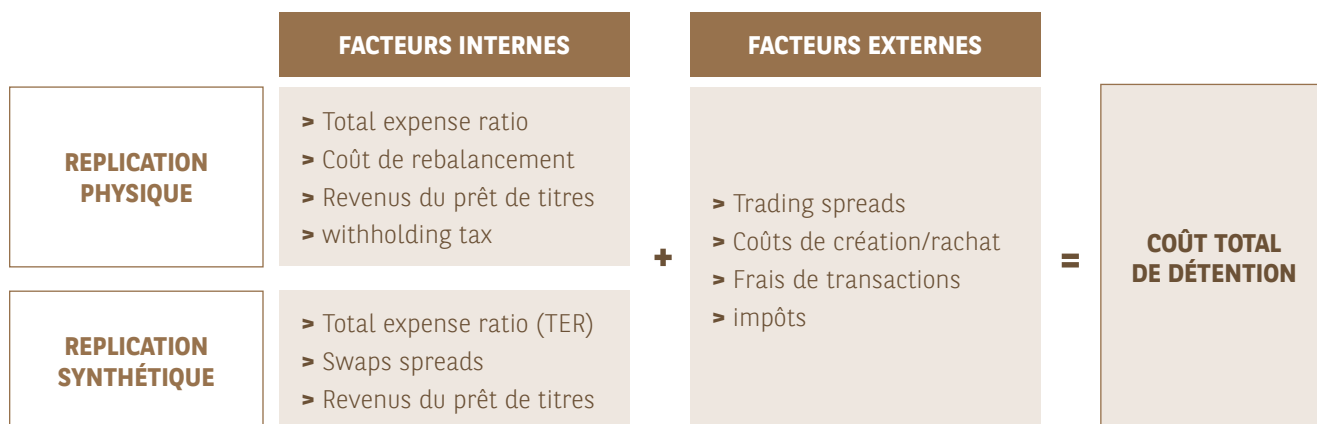 FACTEURS INTERNES
FACTEURS EXTERNES
REPLICATION
PHYSIQUE
> Total expense ratio
> Coût de rebalancement
> Revenus du prêt de titres
> withholding tax
REPLICATION
SYNTHÉTIQUE
> Total expense ratio (TER)
> Swaps spreads
> Revenus du prêt de titres
+
> Trading spreads
> Coûts de création/rachat
> Frais de transactions
> impôts
=
COÛT TOTAL
DE DÉTENTION